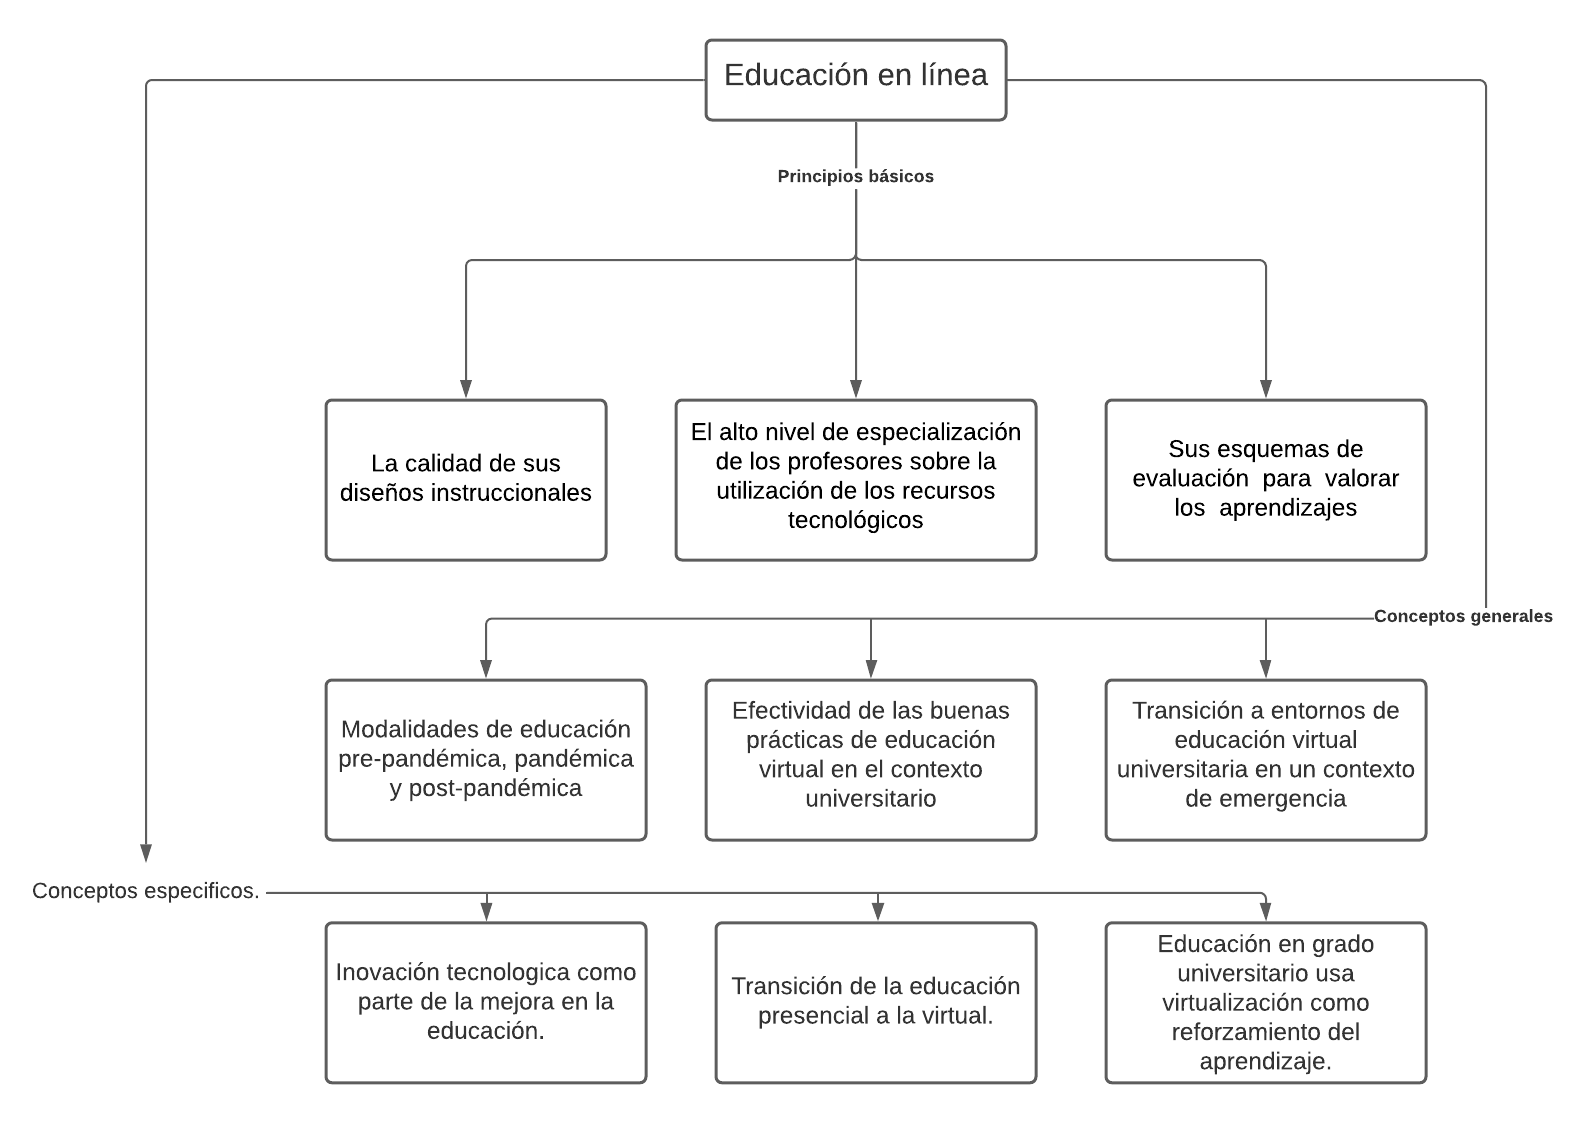 Educación en línea
Principios básicos
La calidad de sus
diseños instruccionales
El alto nivel de especialización
de los profesores sobre la
utilización de los recursos
tecnológicos
Sus esquemas de
evaluación para valorar
los aprendizajes
Conceptos generales
Modalidades de educación
pre-pandémica, pandémica
y post-pandémica
Efectividad de las buenas
prácticas de educación
virtual en el contexto
universitario
Transición a entornos de
educación virtual
universitaria en un contexto
de emergencia
Conceptos especificos.
Inovación tecnologica como
parte de la mejora en la
educación.
Transición de la educación
presencial a la virtual.
Educación en grado
universitario usa
virtualización como
reforzamiento del
aprendizaje.